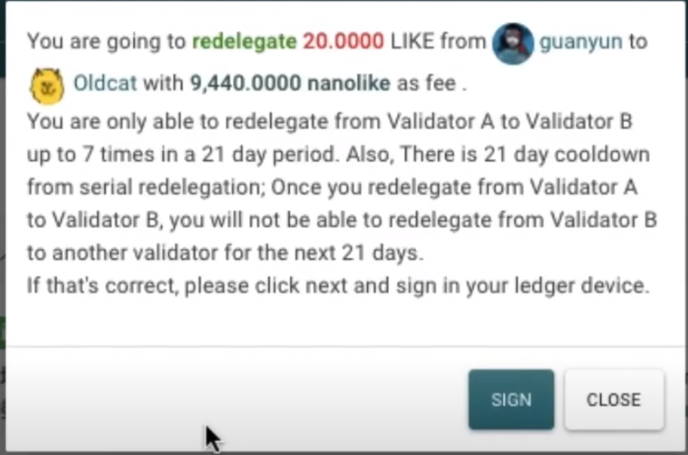 You are going to redelegate 20.0000 LIKE from guanyun to
Oldcat with 9,440.0000 nanolike as fee .
You are only able to redelegate from Validator A to Validator B
up to 7 times in a 21 day period. Also, There is 21 day cooldown
from serial redelegation; Once you redelegate from Validator A
to Validator B, you will not be able to redelegate from Validator B
to another validator for the next 21 days.
If that's correct, please click next and sign in your ledger device.
SIGN CLOSE